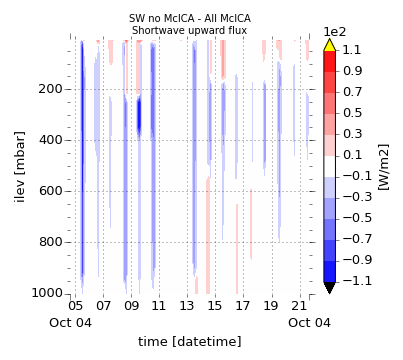 SW no McICA - All McICA
Shortwave upward flux
1e2
1.1
0.9
0.7
0.5
0.3
0.1
−0.1
−0.3
−0.5
−0.7
−0.9
−1.1
[W/m2]
ilev [mbar]
200
400
600
800
1000
05 07 09 11 13 15 17 19 21
Oct 04 Oct 04
time [datetime]